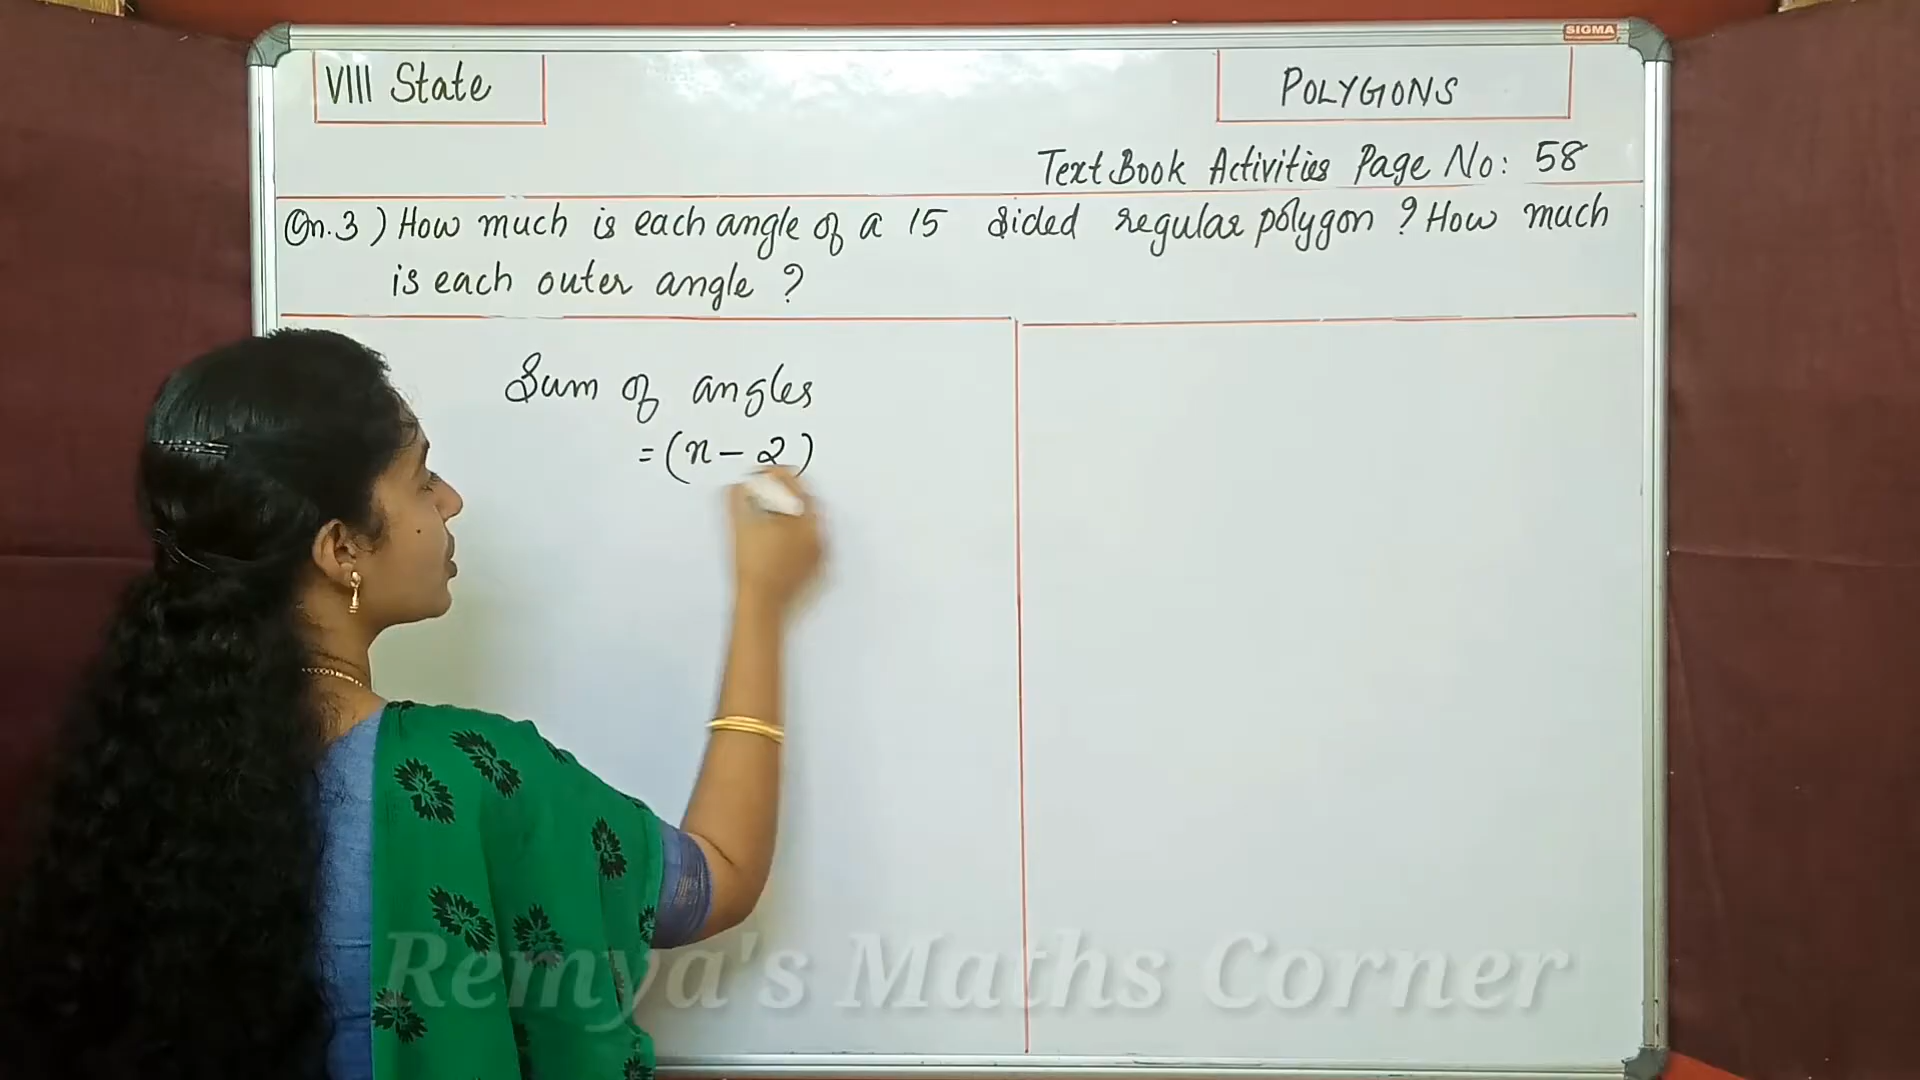 SIGMA
VIII State
POLYGONS
Text Book Activities Page No: 58
Qn.3) How much is each angle of a 15 sided regular polygon? How much
is each outer angle?
Sum of angles
= (n - 2)
Remya's Maths Corner